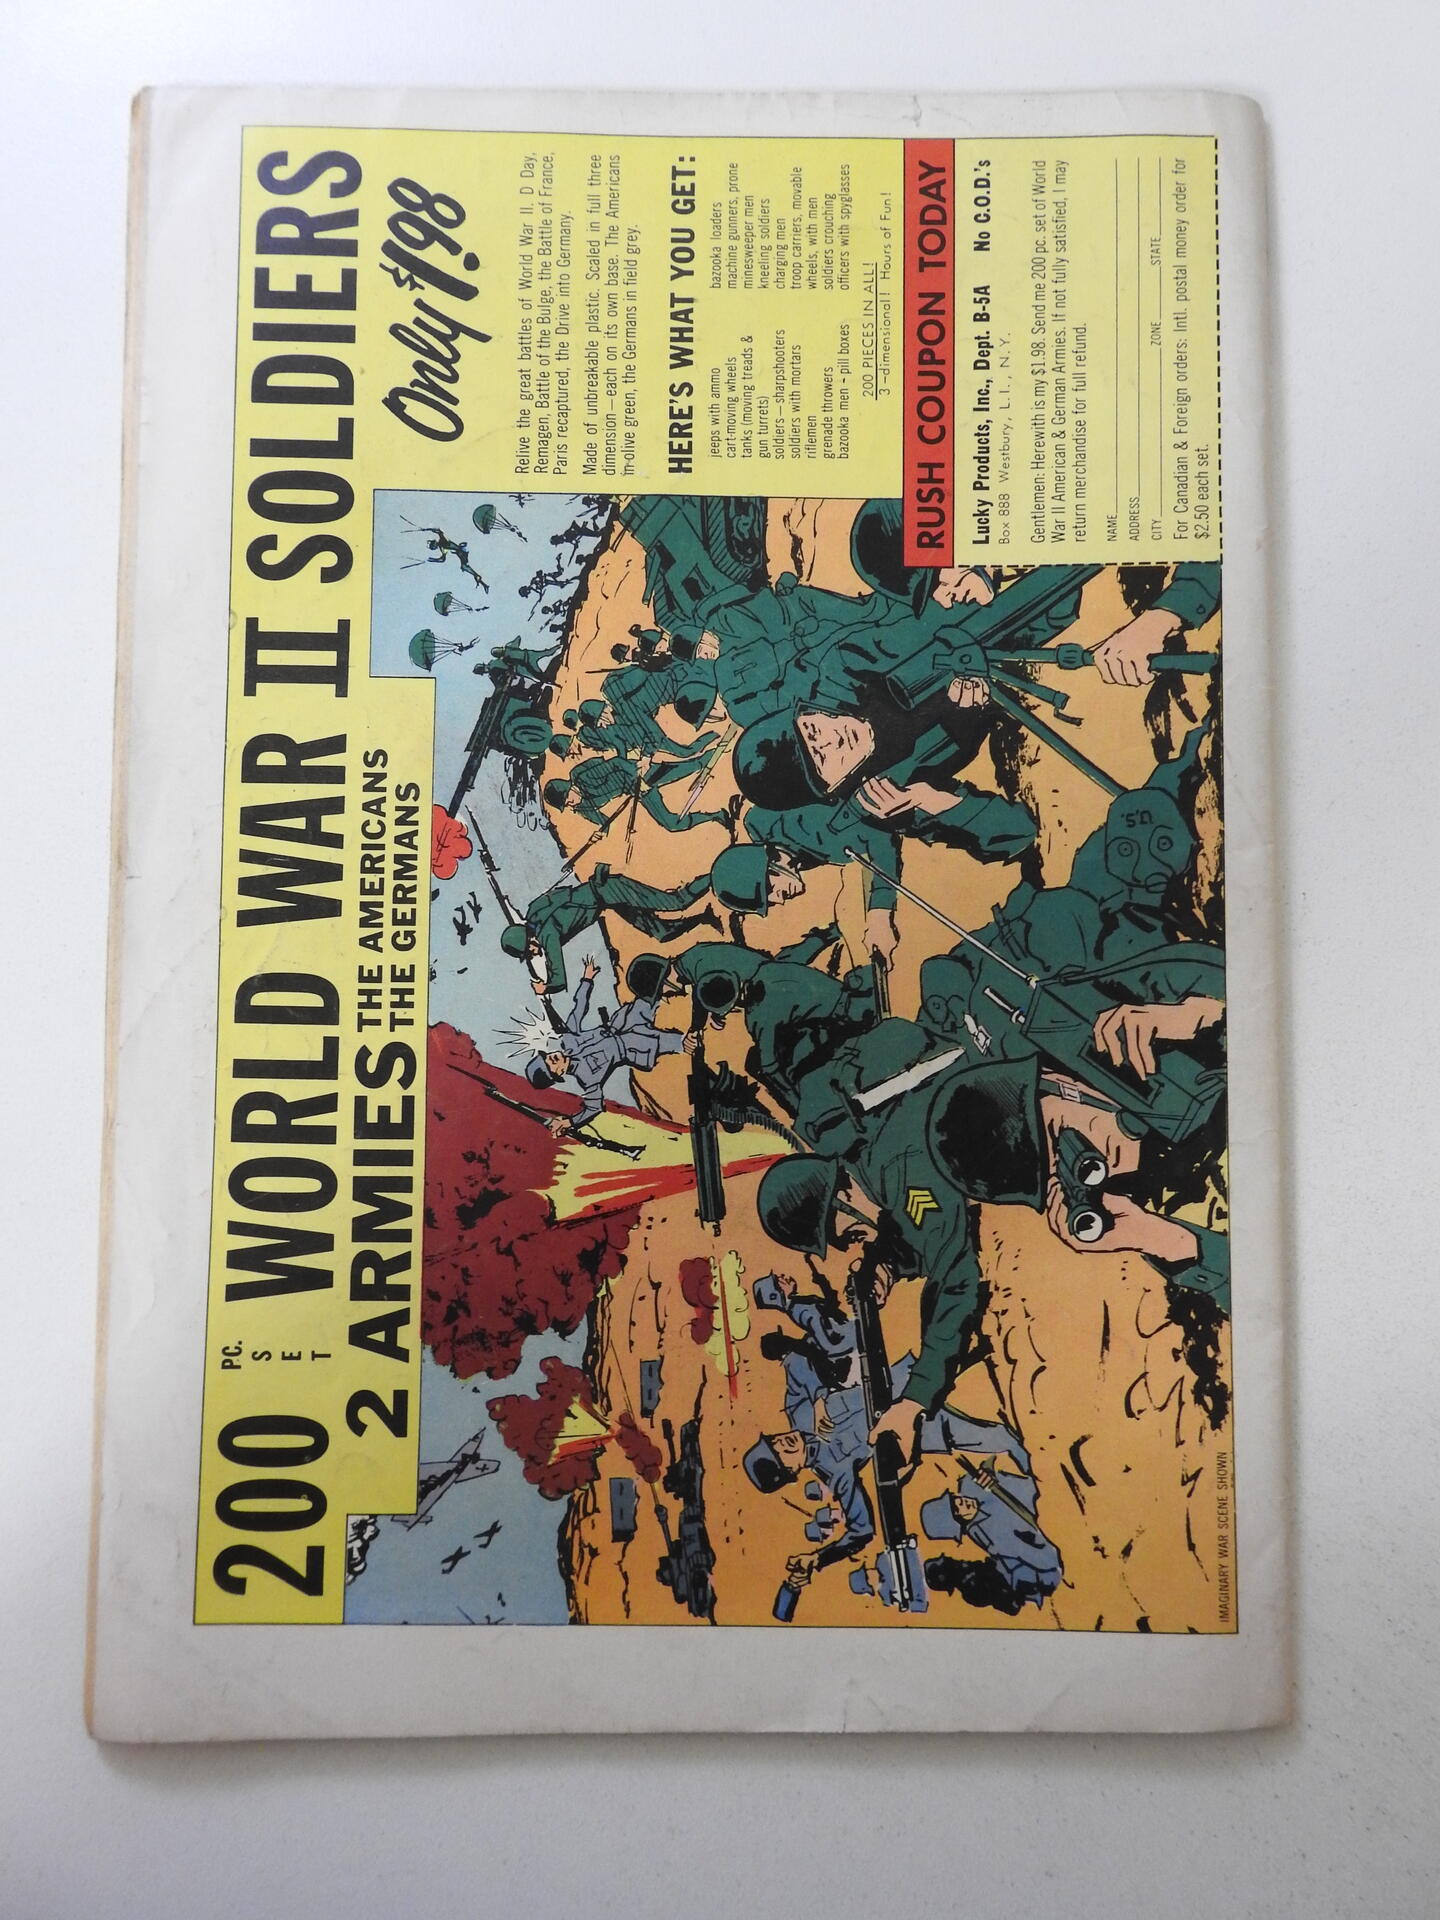 200 PC. SET WORLD WAR II SOLDIERS
2 ARMIES THE AMERICANS
THE GERMANS
Only $1.98
Relive the great battles of World War II. D Day,
Remagen, Battle of the Bulge, the Battle of France,
Paris recaptured, the Drive into Germany.
Made of unbreakable plastic. Scaled in full three
dimension—each on its own base. The Americans
in olive green, the Germans in field grey.
HERE'S WHAT YOU GET:
jeeps with ammo
cart-moving wheels
tanks (moving treads &
gun turrets)
soldiers—sharpshooters
soldiers with mortars
riflemen
grenade throwers
bazooka men - pill boxes
bazooka loaders
machine gunners, prone
minesweeper men
kneeling soldiers
charging men
troop carriers, movable
wheels, with men
soldiers crouching
officers with spyglasses
200 PIECES IN ALL!
3-dimensional! Hours of Fun!
RUSH COUPON TODAY
Lucky Products, Inc., Dept. B-5A No C.O.D.'s
Box 888 Westbury, L.I., N.Y.
Gentlemen: Herewith is my $1.98. Send me 200 pc. set of World
War II American & German Armies. If not fully satisfied, I may
return merchandise for full refund.
NAME
ADDRESS
CITY ZONE STATE
For Canadian & Foreign orders: Intl. postal money order for
$2.50 each set.
U.S.
IMAGINARY WAR SCENE SHOWN